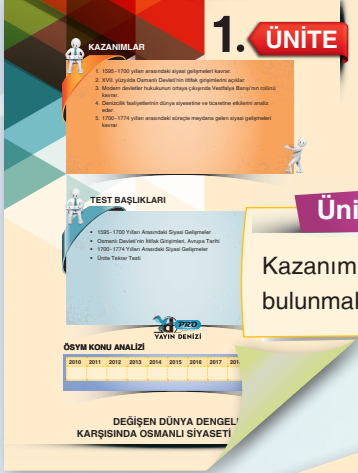 1. ÜNİTE
KAZANIMLAR
1. 1595-1700 yılları arasındaki siyasi gelişmeleri kavrar.
2. XVII. yüzyılda Osmanlı Devleti'nin ittifak girişimlerini açıklar.
3. Modern devletler hukukunun ortaya çıkışında Vestfalya Barışı'nın rolünü
kavrar.
4. Denizcilik faaliyetlerinin dünya siyasetine ve ticaretine etkilerini analiz
eder.
5. 1700-1774 yılları arasındaki süreçte meydana gelen siyasi gelişmeleri
kavrar.
TEST BAŞLIKLARI
• 1595-1700 Yılları Arasındaki Siyasi Gelişmeler
• Osmanlı Devleti'nin İttifak Girişimleri, Avrupa Tarihi
• 1700-1774 Yılları Arasındaki Siyasi Gelişmeler
• Ünite Tekrar Testi
Üni
Kazanım
bulunmak
yd PRO
YAYIN DENİZİ
ÖSYM KONU ANALİZİ
2010 2011 2012 2013 2014 2015 2016 2017 201
DEĞİŞEN DÜNYA DENGEL
KARŞISINDA OSMANLI SİYASETİ